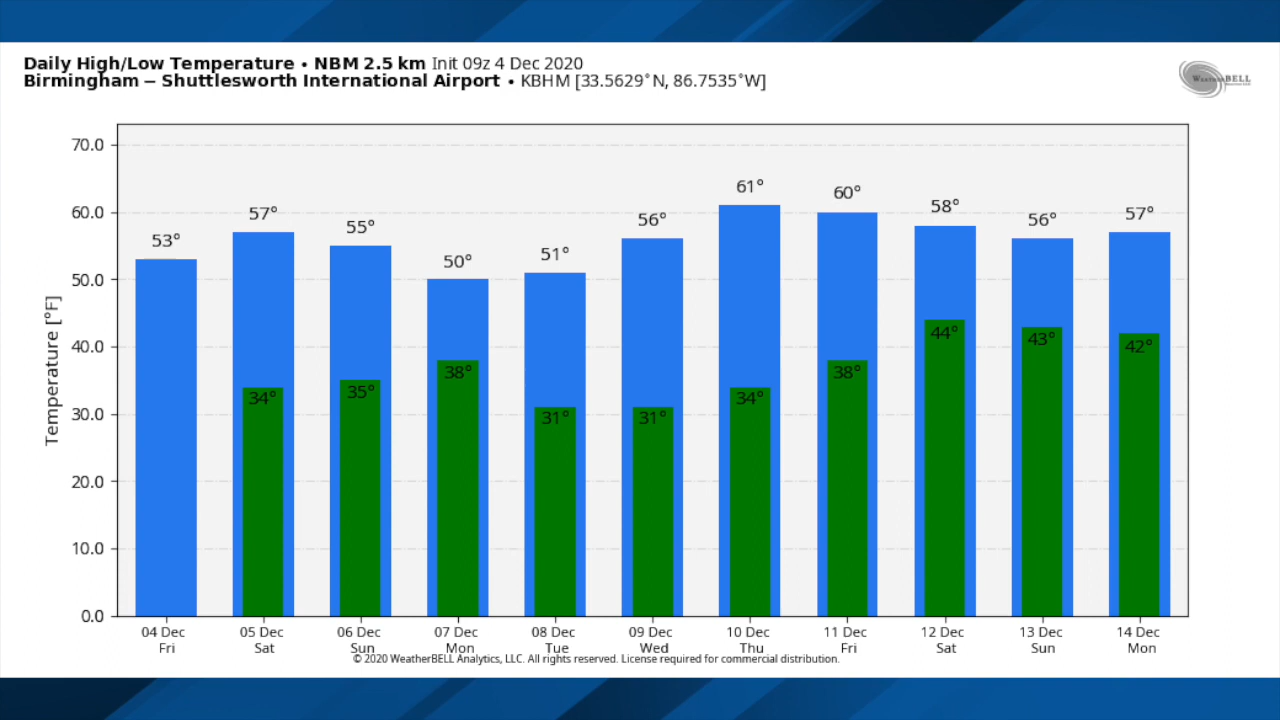 Daily High/Low Temperature • NBM 2.5 km Init 09z 4 Dec 2020
Birmingham – Shuttlesworth International Airport • KBHM [33.5629°N, 86.7535°W]
WeatherBELL
Temperature [°F]
70.0
60.0
50.0
40.0
30.0
20.0
10.0
0.0
53° 57° 55° 50° 51° 56° 61° 60° 58° 56° 57°
34° 35° 38° 31° 31° 34° 38° 44° 43° 42°
04 Dec 05 Dec 06 Dec 07 Dec 08 Dec 09 Dec 10 Dec 11 Dec 12 Dec 13 Dec 14 Dec
Fri Sat Sun Mon Tue Wed Thu Fri Sat Sun Mon
© 2020 WeatherBELL Analytics, LLC. All rights reserved. License required for commercial distribution.